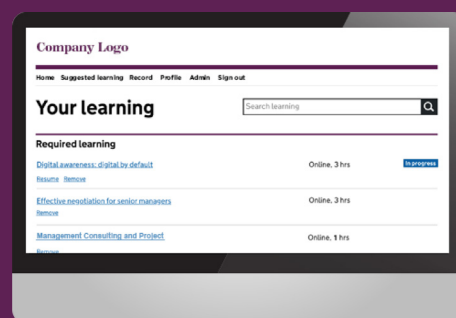 Company Logo
Home Suggested learning Record Profile Admin Sign out
Your learning
Search learning
Required learning
Digital awareness: digital by default
Online, 3 hrs
In progress
Resume Remove
Effective negotiation for senior managers
Online, 3 hrs
Remove
Management Consulting and Project
Online, 1 hrs
Remove